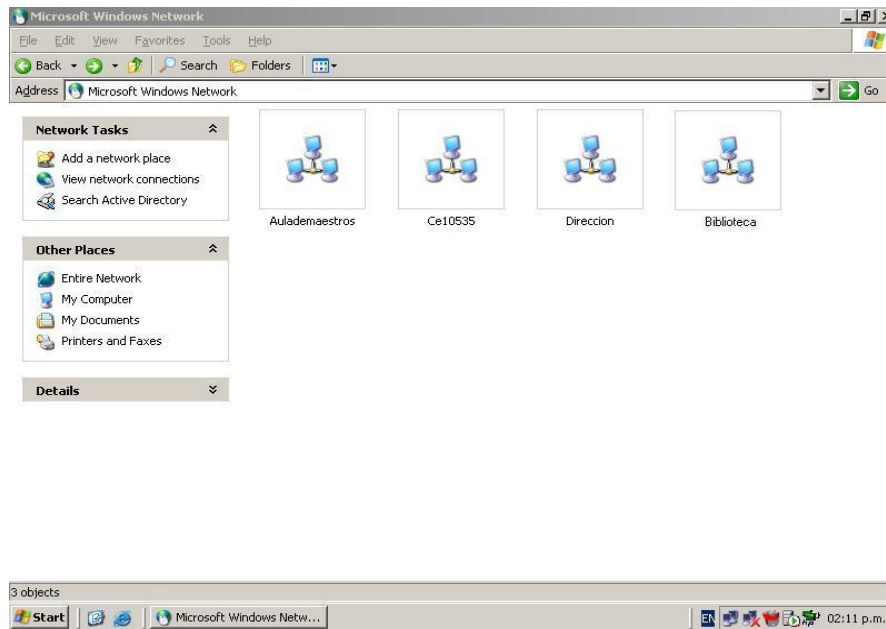 Microsoft Windows Network
File Edit View Favorites Tools Help
Back Search Folders
Address Microsoft Windows Network Go
Network Tasks
Add a network place
View network connections
Search Active Directory
Other Places
Entire Network
My Computer
My Documents
Printers and Faxes
Details
Aulademaestros Ce10535 Direccion Biblioteca
3 objects
Start Microsoft Windows Netw... EN 02:11 p.m.